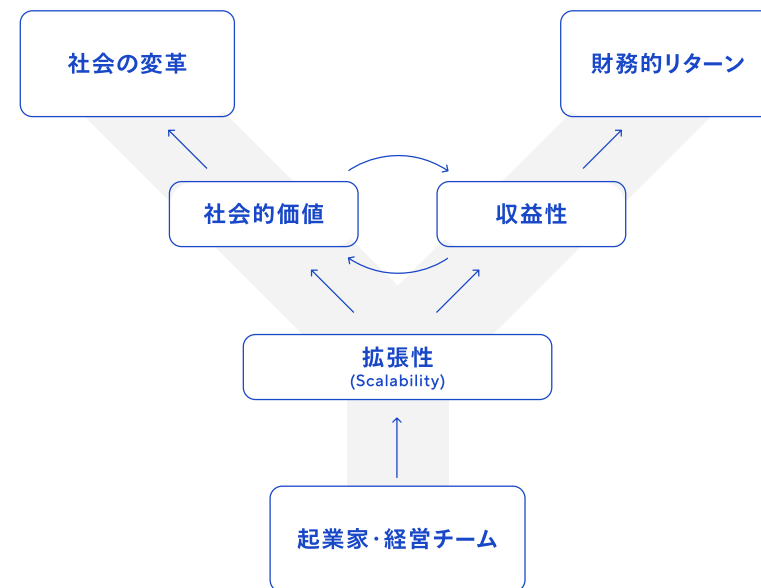 社会の変革
財務的リターン
社会的価値
収益性
拡張性
(Scalability)
起業家·経営チーム